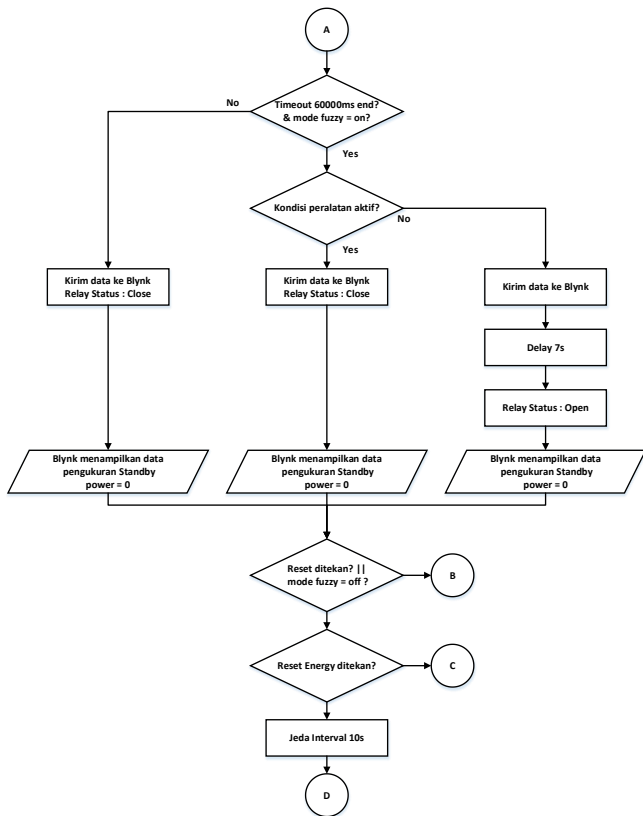 A
Timeout 60000ms end?
& mode fuzzy = on?
No
Yes
Kondisi peralatan aktif?
No
Yes
Kirim data ke Blynk
Relay Status : Close
Kirim data ke Blynk
Relay Status : Close
Kirim data ke Blynk
Delay 7s
Relay Status : Open
Blynk menampilkan data
pengukuran Standby
power = 0
Blynk menampilkan data
pengukuran Standby
power = 0
Blynk menampilkan data
pengukuran Standby
power = 0
Reset ditekan? ||
mode fuzzy = off ?
B
Reset Energy ditekan?
C
Jeda Interval 10s
D